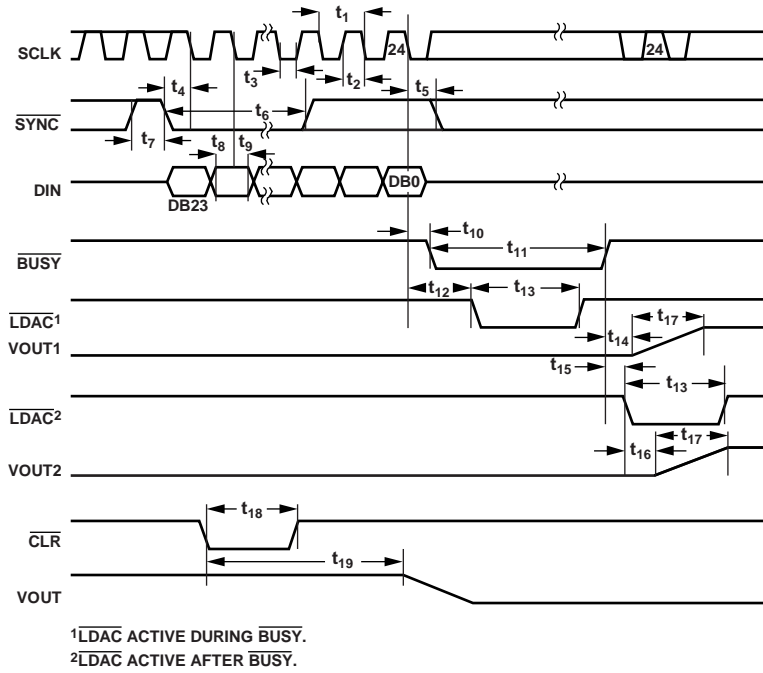 t1
SCLK 24 24
t3 t2
t4 t5
t6
SYNC
t7 t8 t9
DIN DB0
DB23
t10
t11
BUSY
t12 t13
LDAC1 t17
t14
VOUT1
t15 t13
LDAC2
t17
t16
VOUT2
t18
CLR
t19
VOUT
1LDAC ACTIVE DURING BUSY.
2LDAC ACTIVE AFTER BUSY.